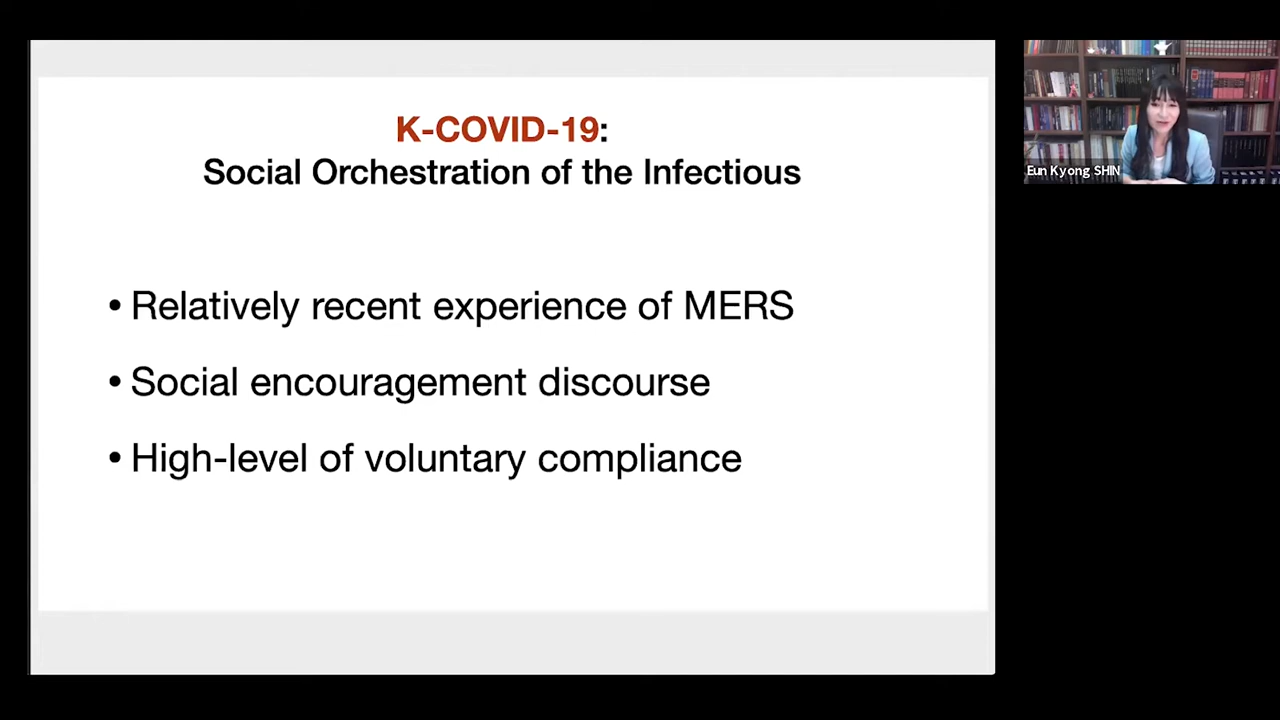 K-COVID-19:
Social Orchestration of the Infectious
• Relatively recent experience of MERS
• Social encouragement discourse
• High-level of voluntary compliance
Eun Kyong SHIN